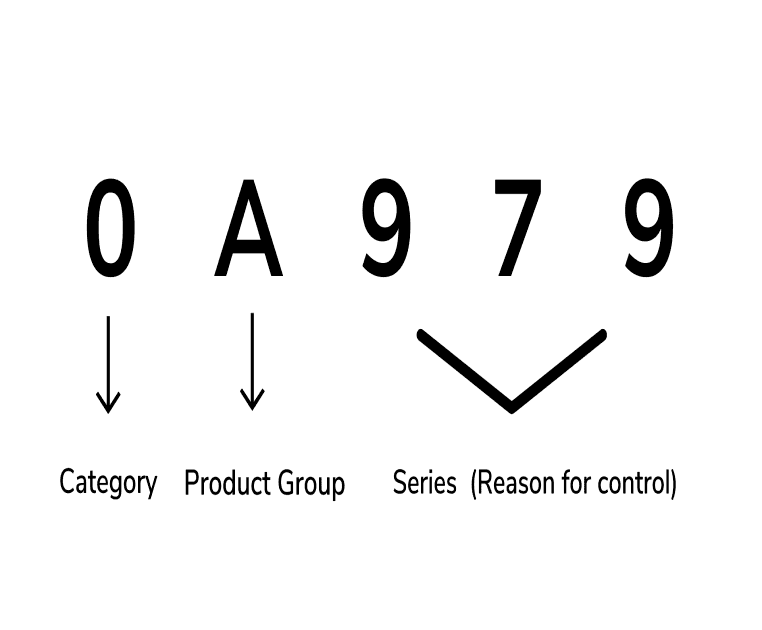 0 A 9 7 9
Category Product Group Series (Reason for control)